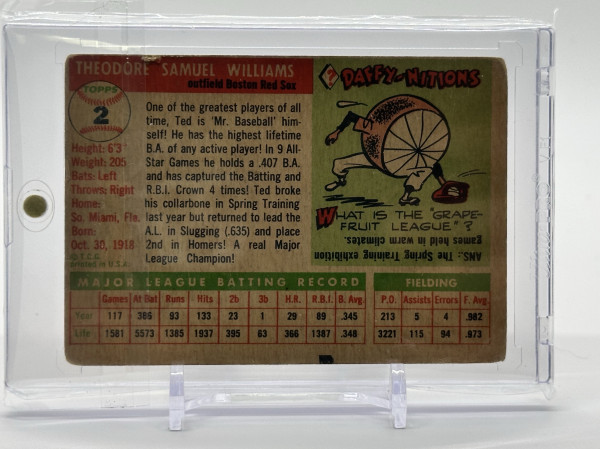 THEODORE SAMUEL WILLIAMS
outfield Boston Red Sox
TOPPS
2
Height: 6'3"
Weight: 205
Bats: Left
Throws: Right
Home:
So. Miami, Fla.
Born:
Oct. 30, 1918
© T.C.G.
printed in U.S.A.
One of the greatest players of all
time, Ted is 'Mr. Baseball' him-
self! He has the highest lifetime
B.A. of any active player! In 9 All-
Star Games he holds a .407 B.A.
and has captured the Batting and
R.B.I. Crown 4 times! Ted broke
his collarbone in Spring Training
last year but returned to lead the
A.L. in Slugging (.635) and place
2nd in Homers! A real Major
League Champion!
? DAFFY-NITIONS
WHAT IS THE "GRAPE-
FRUIT LEAGUE"?
ANS.: The Spring Training exhibition
games held in warm climates.
MAJOR LEAGUE BATTING RECORD FIELDING
Games At Bat Runs Hits 2b 3b H.R. R.B.I. B. Avg. P.O. Assists Errors F. Avg.
Year 117 386 93 133 23 1 29 89 .345 213 5 4 .982
Life 1581 5573 1385 1937 395 63 366 1387 .348 3221 115 94 .973